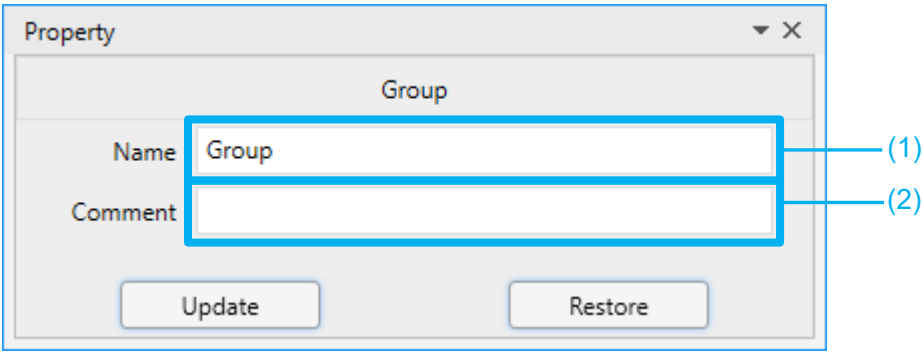 Property
Group
Name Group (1)
Comment (2)
Update Restore